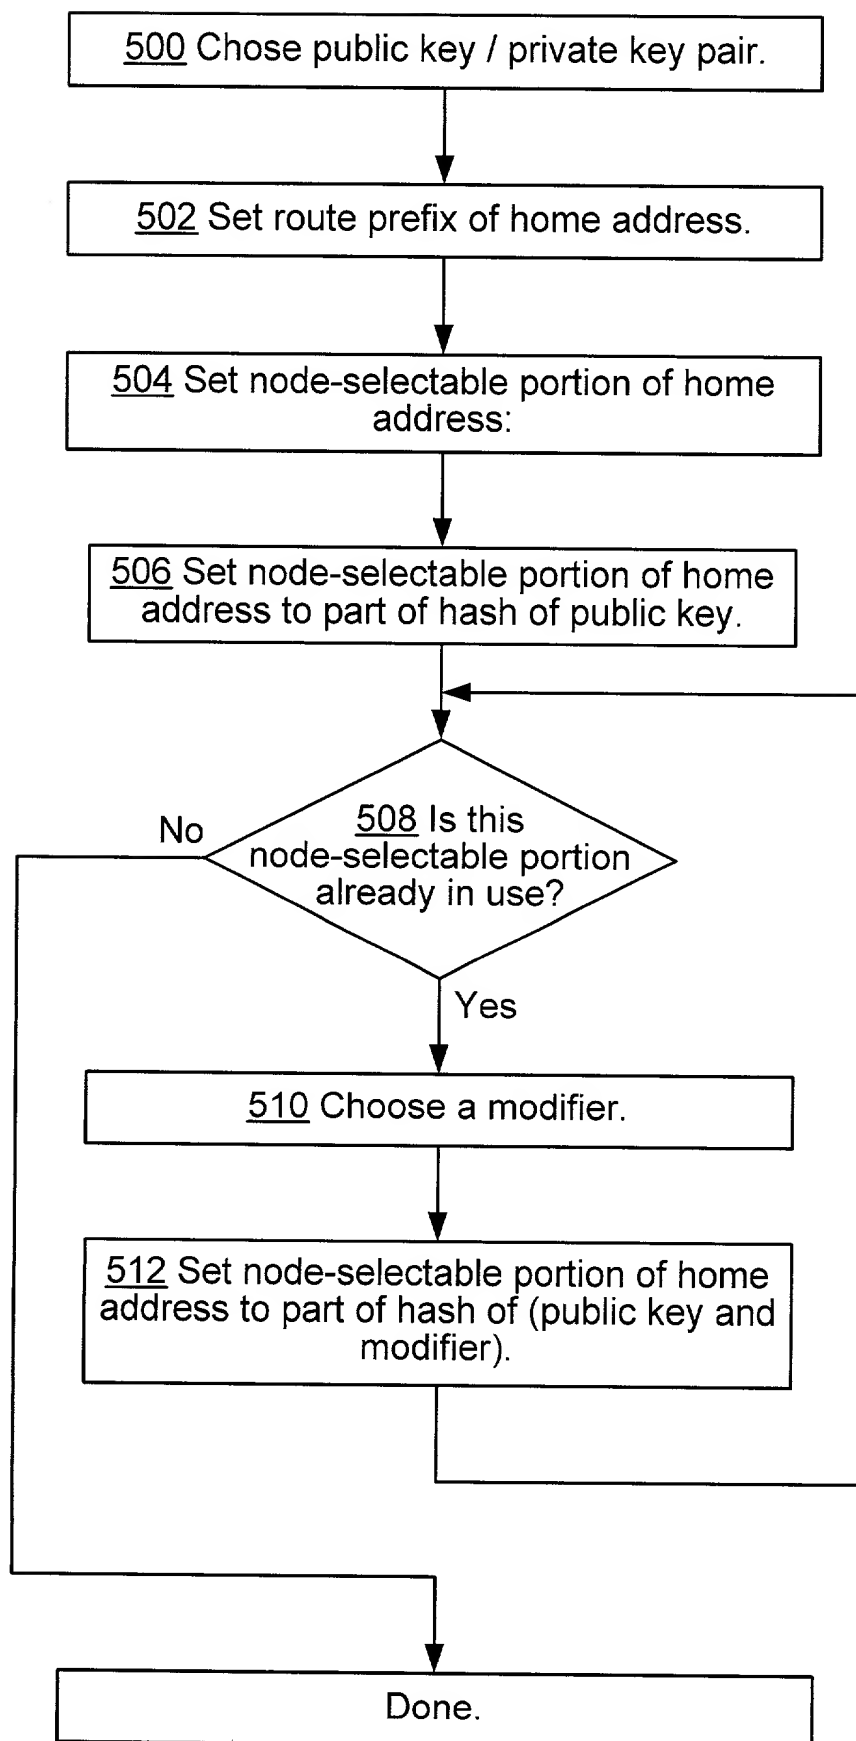 500 Chose public key / private key pair.
502 Set route prefix of home address.
504 Set node-selectable portion of home
address:
506 Set node-selectable portion of home
address to part of hash of public key.
508 Is this
node-selectable portion
already in use?
No
Yes
510 Choose a modifier.
512 Set node-selectable portion of home
address to part of hash of (public key and
modifier).
Done.